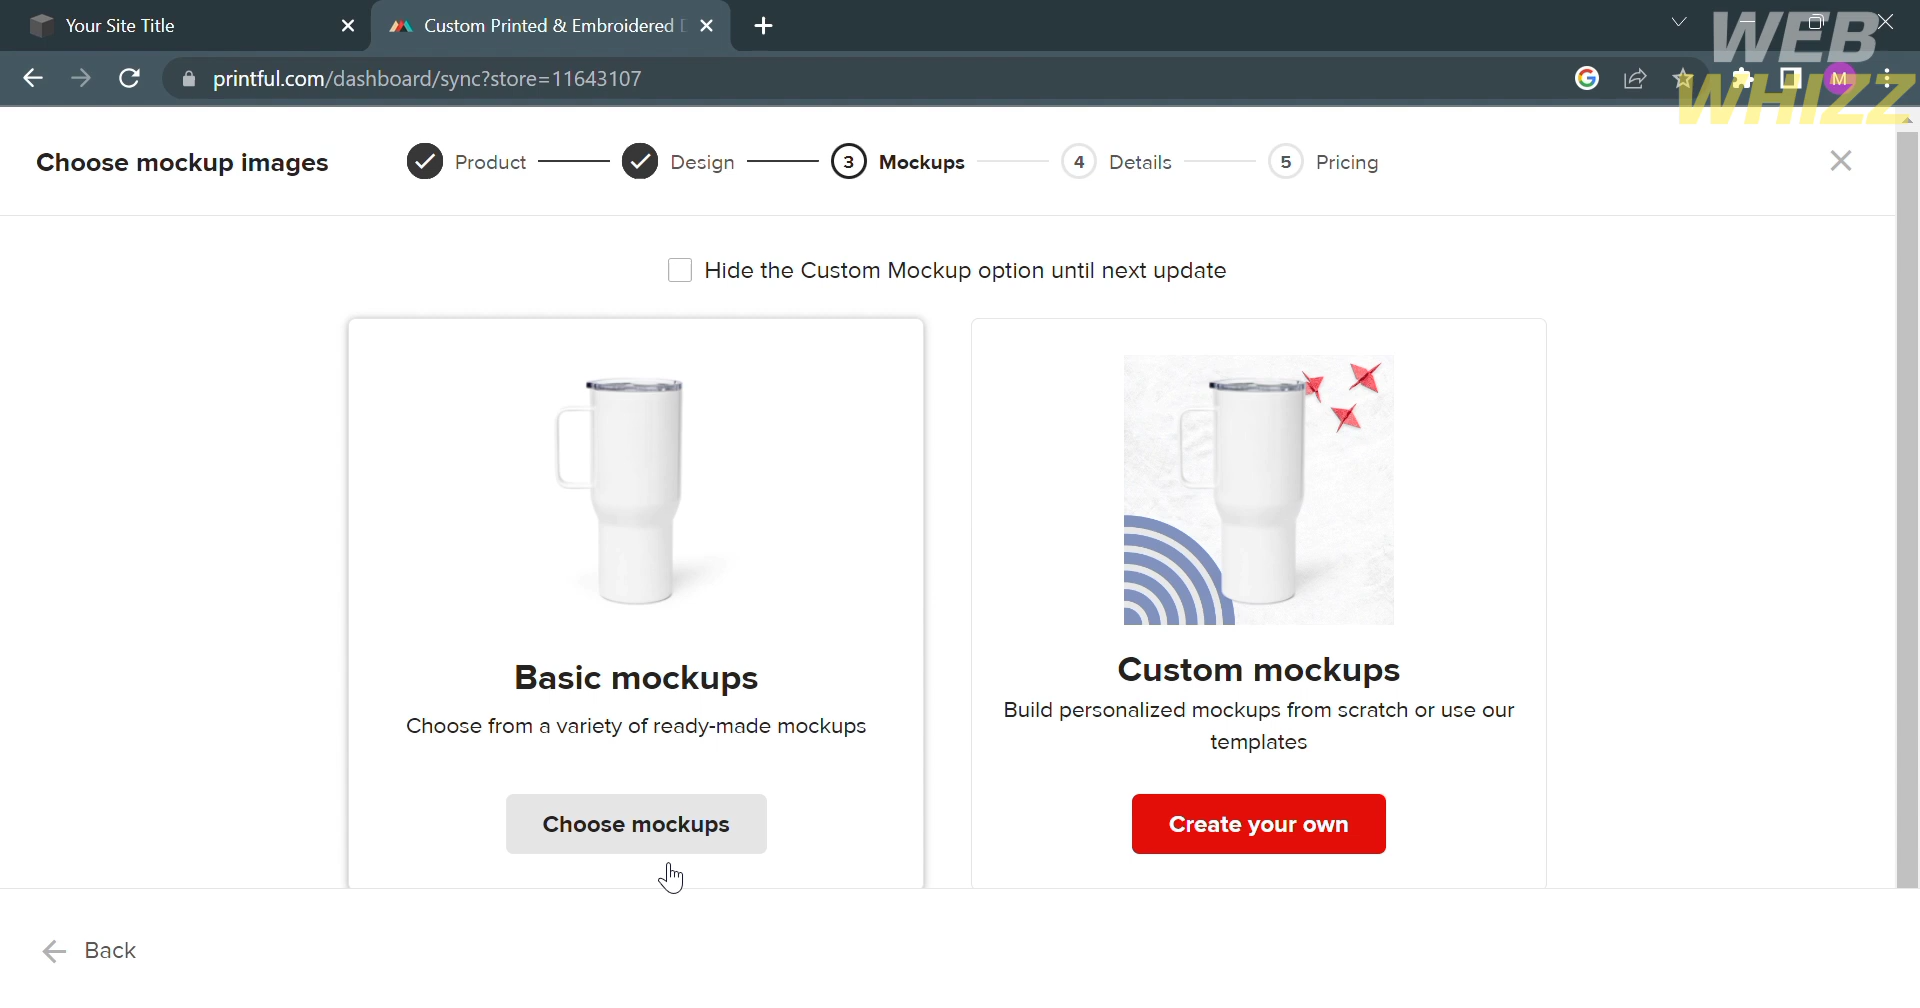 Your Site Title
Custom Printed & Embroidered
WEB
WHIZZ
printful.com/dashboard/sync?store=11643107
M
Choose mockup images
Product
Design
3 Mockups
4 Details
5 Pricing
Hide the Custom Mockup option until next update
Basic mockups
Choose from a variety of ready-made mockups
Choose mockups
Custom mockups
Build personalized mockups from scratch or use our
templates
Create your own
Back